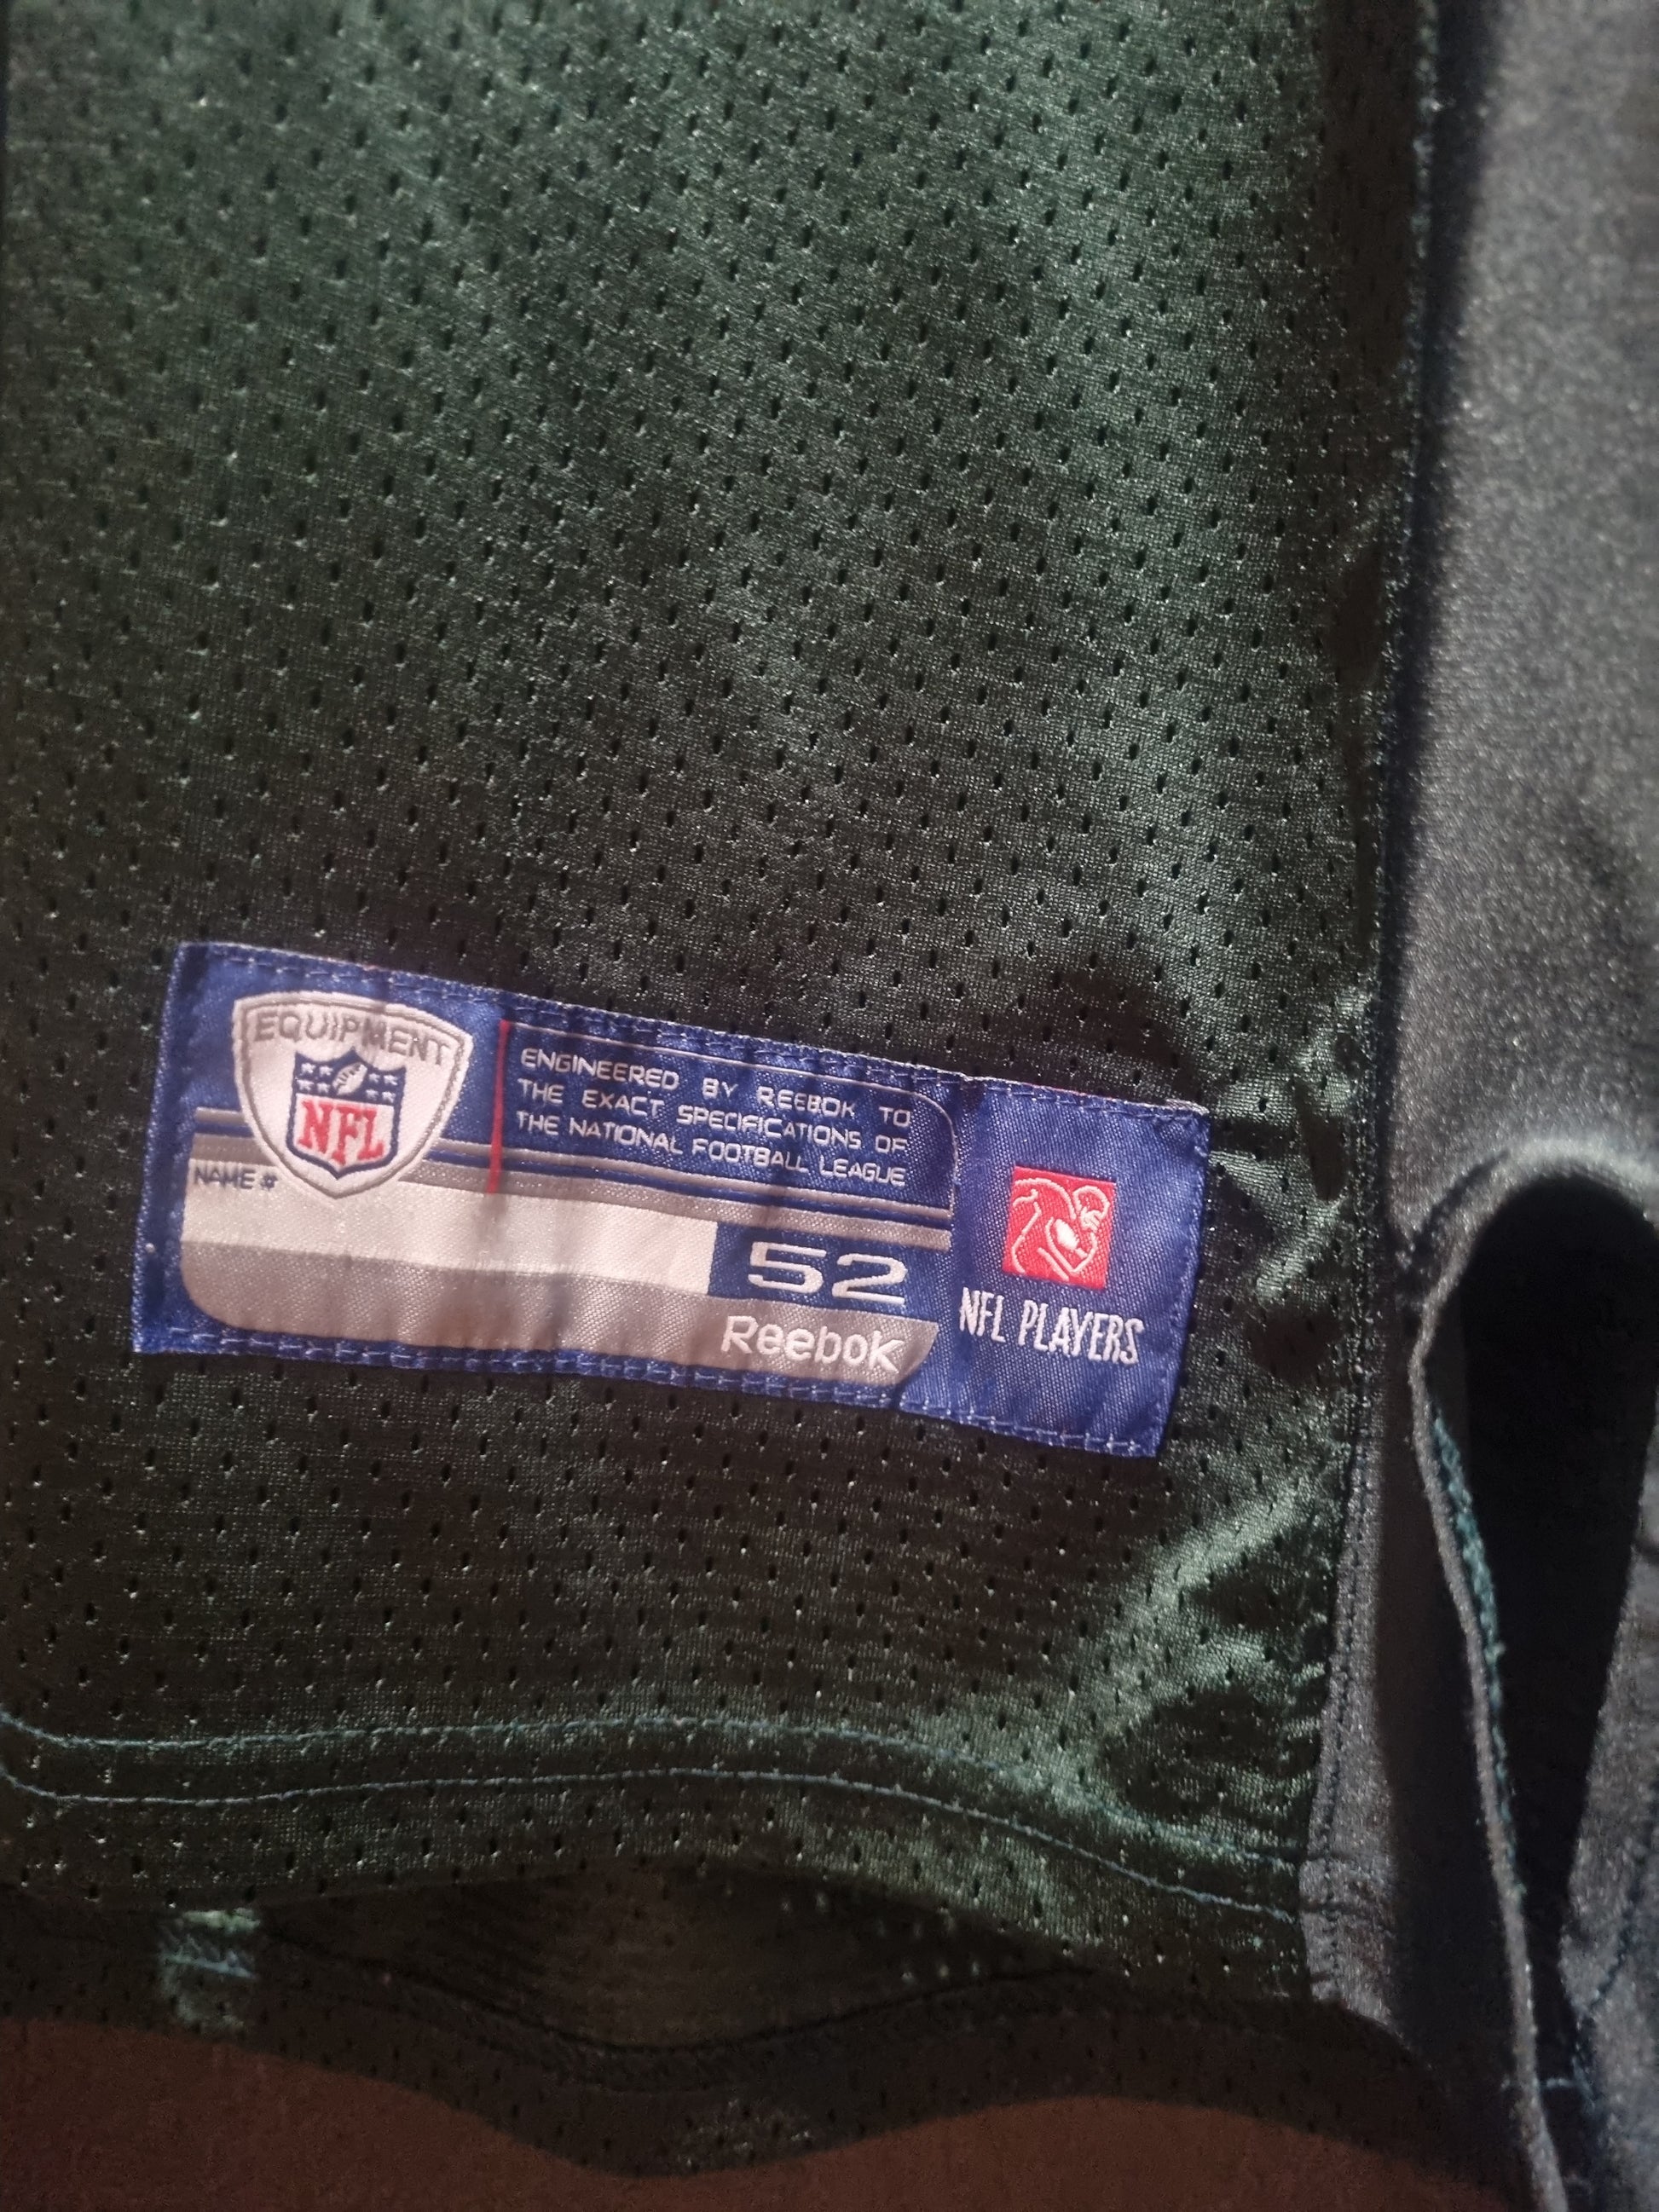 EQUIPMENT
NFL
ENGINEERED BY REEBOK TO
THE EXACT SPECIFICATIONS OF
THE NATIONAL FOOTBALL LEAGUE
NAME #
52
Reebok
NFL PLAYERS